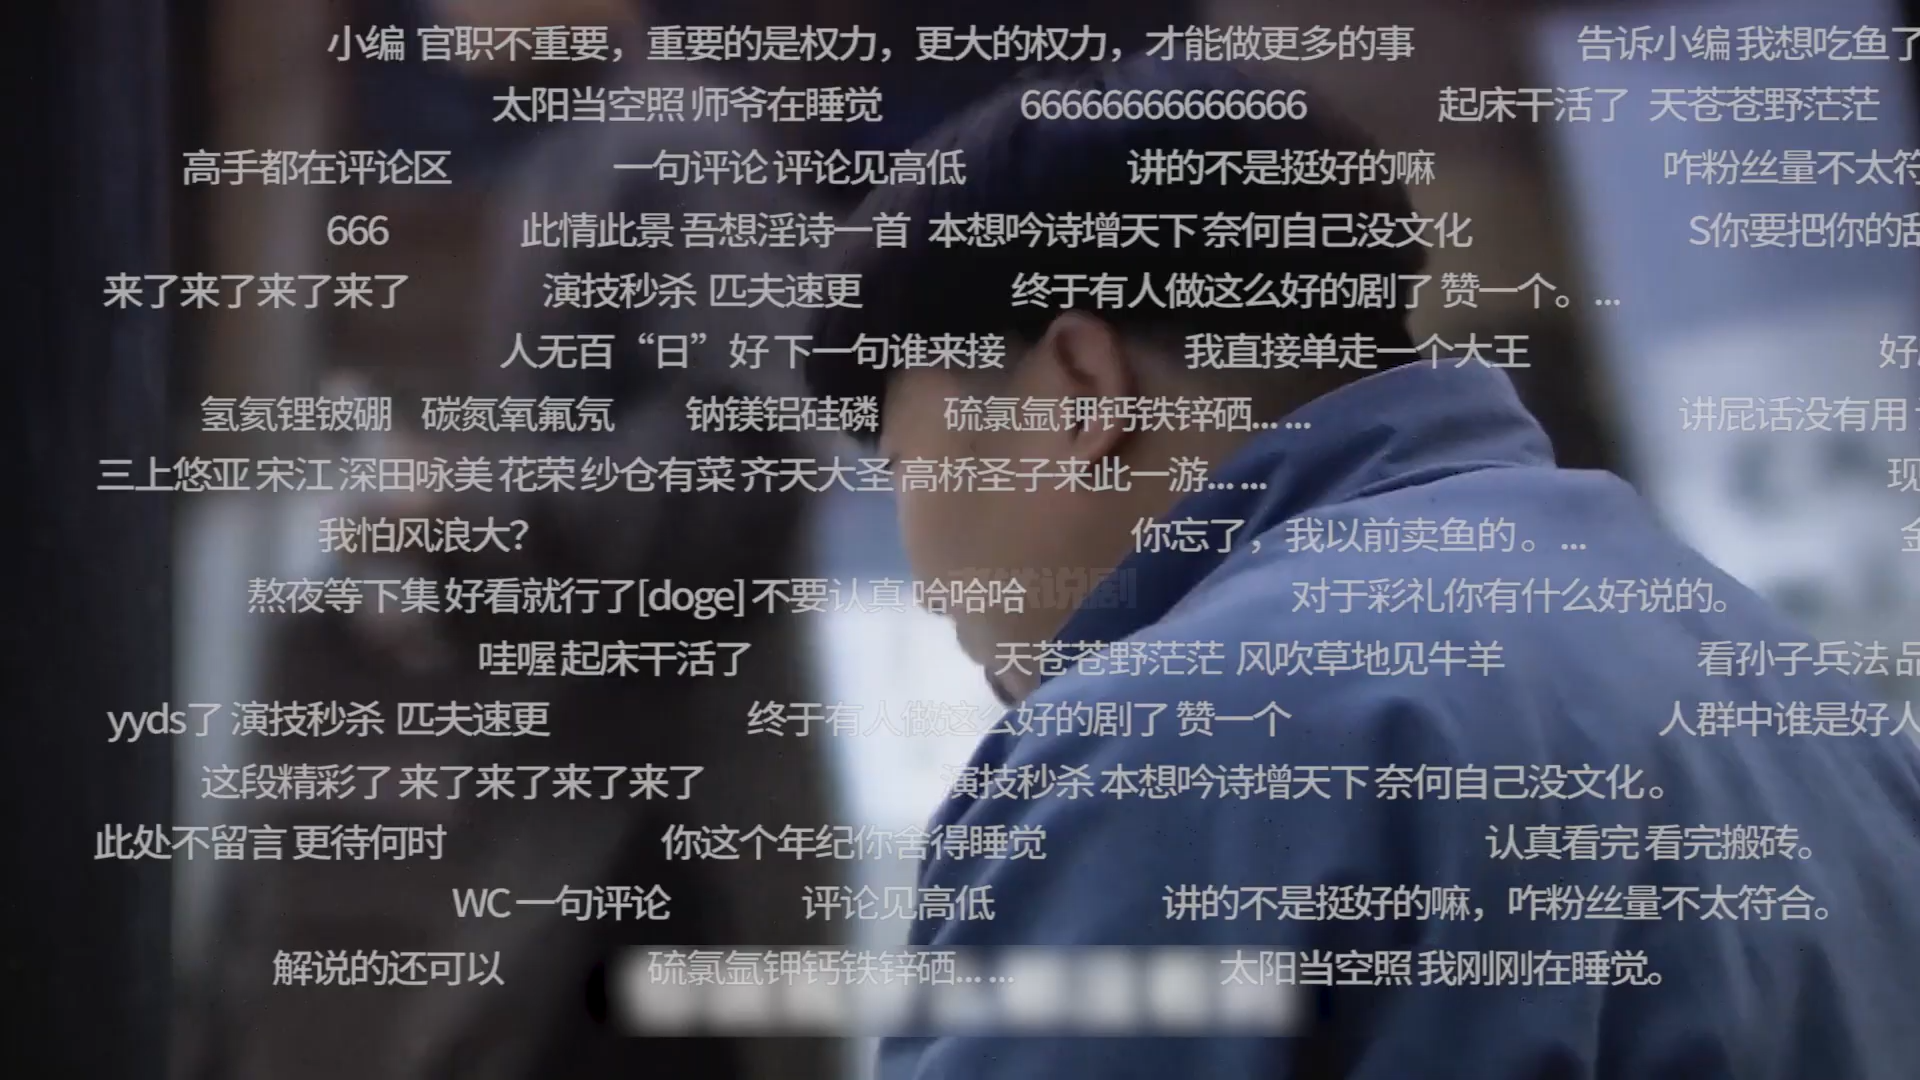 小编 官职不重要，重要的是权力，更大的权力，才能做更多的事 告诉小编 我想吃鱼了
太阳当空照 师爷在睡觉 66666666666666 起床干活了 天苍苍野茫茫
高手都在评论区 一句评论 评论见高低 讲的不是挺好的嘛 咋粉丝量不太符
666 此情此景 吾想淫诗一首 本想吟诗增天下 奈何自己没文化 S你要把你的
来了来了来了来了 演技秒杀 匹夫速更 终于有人做这么好的剧了 赞一个。...
人无百“日”好 下一句谁来接 我直接单走一个大王 好
氢氦锂铍硼 碳氮氧氟氖 钠镁铝硅磷 硫氯氩钾钙铁锌硒... ... 讲屁话没有用
三上悠亚 宋江 深田咏美 花荣 纱仓有菜 齐天大圣 高桥圣子来此一游... ... 现
我怕风浪大？ 你忘了，我以前卖鱼的。... 金
熬夜等下集 好看就行了[doge] 不要认真 哈哈哈 对于彩礼你有什么好说的。
说剧
哇喔 起床干活了 天苍苍野茫茫 风吹草地见牛羊 看孙子兵法 品
yyds了 演技秒杀 匹夫速更 终于有人做这么好的剧了 赞一个 人群中谁是好人
这段精彩了 来了来了来了来了 演技秒杀 本想吟诗增天下 奈何自己没文化。
此处不留言 更待何时 你这个年纪你舍得睡觉 认真看完 看完搬砖。
WC 一句评论 评论见高低 讲的不是挺好的嘛，咋粉丝量不太符合。
解说的还可以 硫氯氩钾钙铁锌硒... ... 太阳当空照 我刚刚在睡觉。